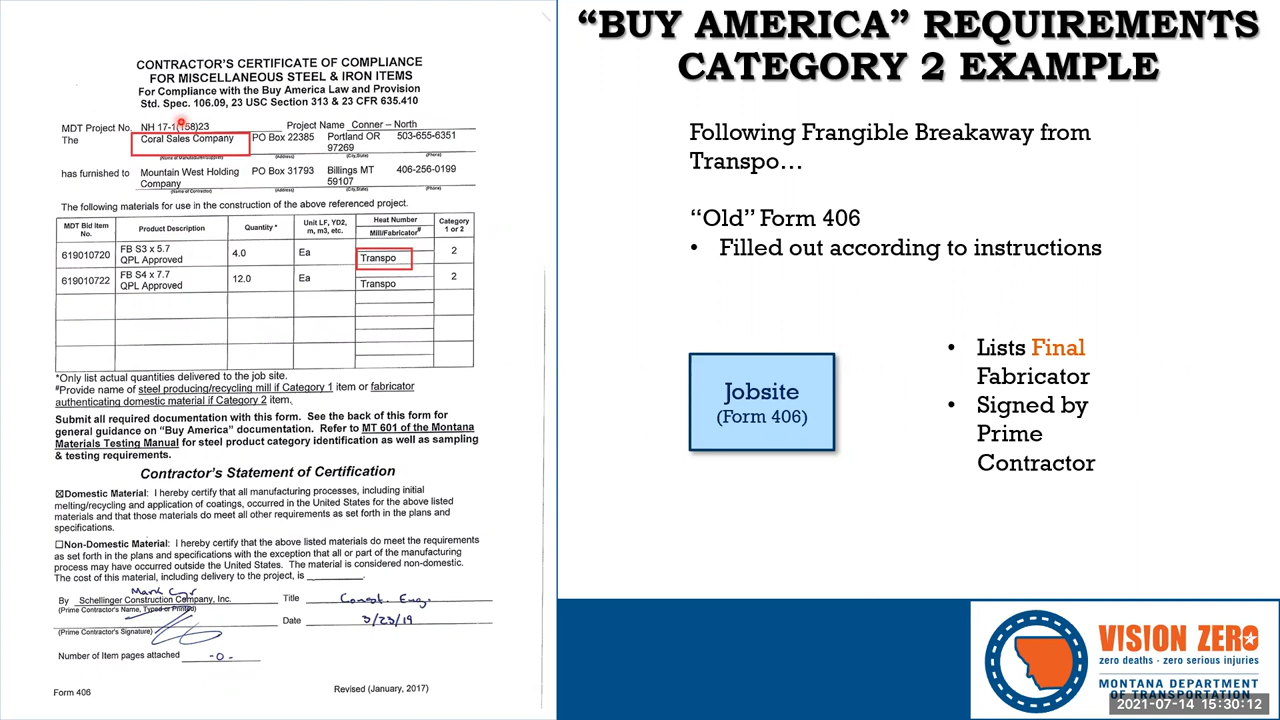 CONTRACTOR'S CERTIFICATE OF COMPLIANCE
FOR MISCELLANEOUS STEEL & IRON ITEMS
For Compliance with the Buy America Law and Provision
Std. Spec. 106.09, 23 USC Section 313 & 23 CFR 635.410
MDT Project No. NH 17-1(158)23 Project Name Conner – North
The Coral Sales Company PO Box 22385 Portland OR 503-655-6351
97269
(Name of Manufacturer/Supplier) (Address) (City,State) (Phone)
has furnished to Mountain West Holding PO Box 31793 Billings MT 406-256-0199
Company 59107
(Name of Contractor) (Address) (City,State) (Phone)
The following materials for use in the construction of the above referenced project.
MDT Bid Item No. Product Description Quantity * Unit LF, YD2, m, m3, etc. Heat Number Mill/Fabricator# Category 1 or 2
619010720 FB S3 x 5.7 QPL Approved 4.0 Ea Transpo 2
619010722 FB S4 x 7.7 QPL Approved 12.0 Ea Transpo 2
*Only list actual quantities delivered to the job site.
#Provide name of steel producing/recycling mill if Category 1 item or fabricator
authenticating domestic material if Category 2 item.
Submit all required documentation with this form. See the back of this form for
general guidance on "Buy America" documentation. Refer to MT 601 of the Montana
Materials Testing Manual for steel product category identification as well as sampling
& testing requirements.
Contractor's Statement of Certification
☒Domestic Material: I hereby certify that all manufacturing processes, including initial
melting/recycling and application of coatings, occurred in the United States for the above listed
materials and that those materials do meet all other requirements as set forth in the plans and
specifications.
☐Non-Domestic Material: I hereby certify that the above listed materials do meet the requirements
as set forth in the plans and specifications with the exception that all or part of the manufacturing
process may have occurred outside the United States. The material is considered non-domestic.
The cost of this material, including delivery to the project, is ________.
By Schellinger Construction Company, Inc. Title Const. Eng.
(Prime Contractor's Name, Typed or Printed)
Date 5/23/19
(Prime Contractor's Signature)
Number of Item pages attached -0-
Form 406 Revised (January, 2017)
“BUY AMERICA” REQUIREMENTS
CATEGORY 2 EXAMPLE
Following Frangible Breakaway from
Transpo…
“Old” Form 406
• Filled out according to instructions
Jobsite
(Form 406)
• Lists Final
Fabricator
• Signed by
Prime
Contractor
VISION ZERO
zero deaths · zero serious injuries
MONTANA DEPARTMENT
OF TRANSPORTATION
2021-07-14 15:30:12